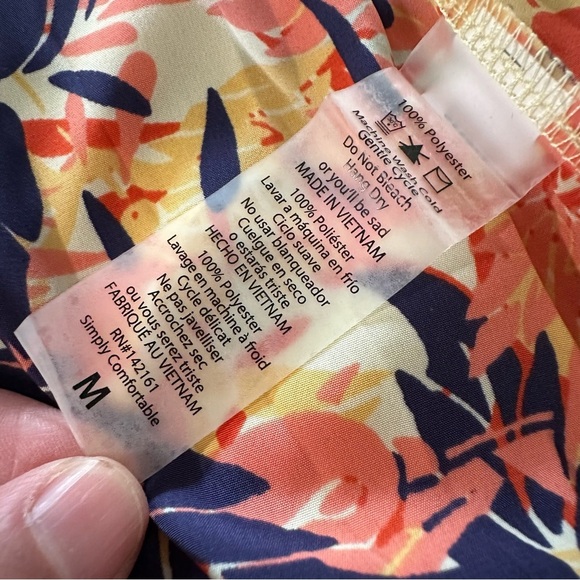 100% Polyester
Machine Wash Cold
Gentle Cycle
Do Not Bleach
Hang Dry
or you'll be sad
MADE IN VIETNAM
100% poliéster
Lavar a máquina en frio
Ciclo suave
No usar blanqueador
Cuelgue en seco
o estarás triste
HECHO EN VIETNAM
100% Polyester
Lavage en machine à froid
Cycle délicat
Ne pas javelliser
Accrochez sec
ou vous serez triste
FABRIQUÉ AU VIETNAM
RN#142161
Simply Comfortable
M